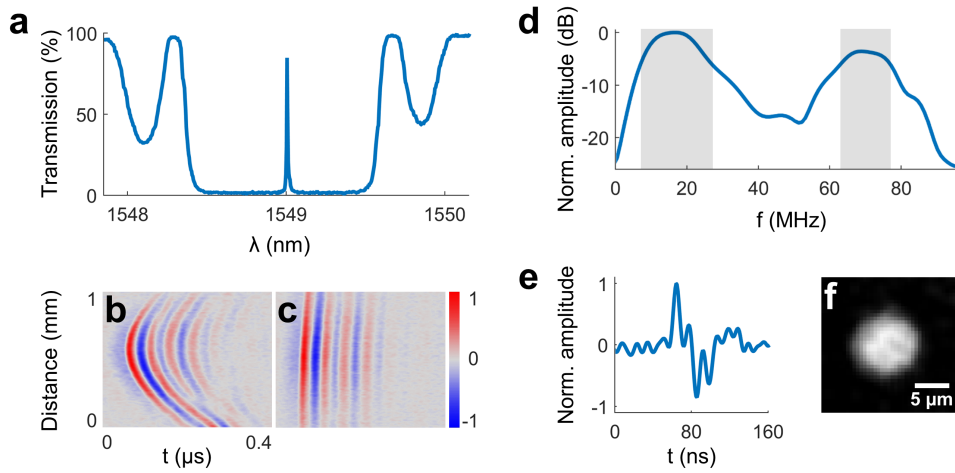 a
Transmission (%)
100
50
0
1548
1549
1550
λ (nm)
d
Norm. amplitude (dB)
0
-10
-20
0
20
40
60
80
f (MHz)
b
c
Distance (mm)
1
0
0
0.4
t (µs)
1
0
-1
e
Norm. amplitude
1
0
-1
0
80
160
t (ns)
f
5 µm